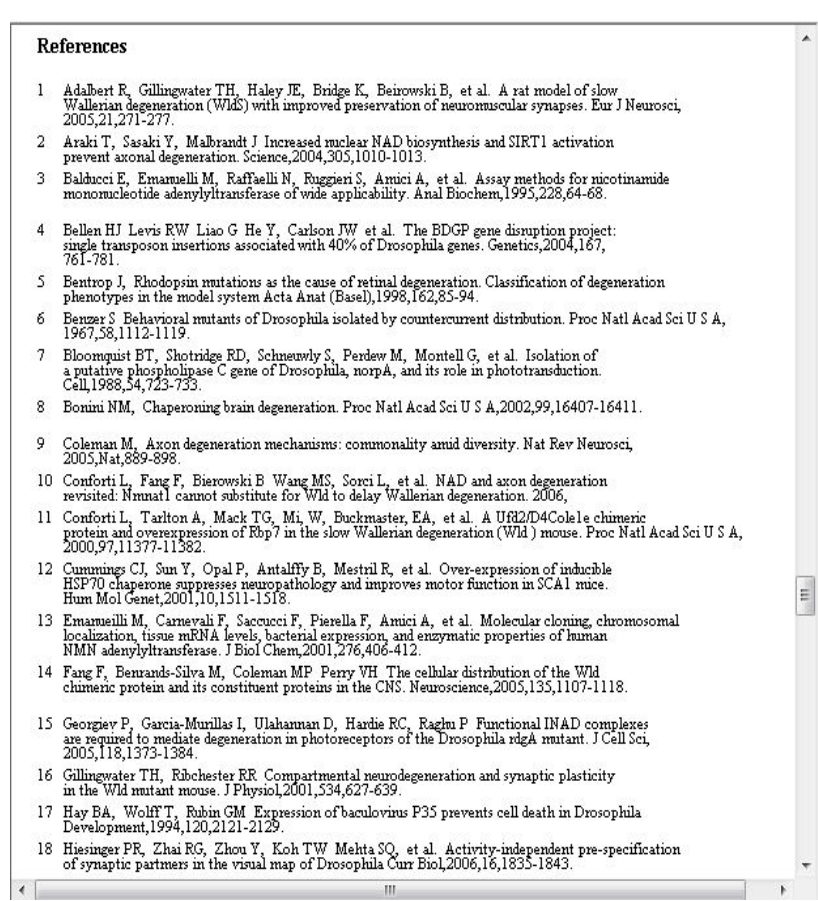 References
1 Adalbert R, Gillingwater TH, Haley JE, Bridge K, Beirowski B, et al. A rat model of slow
Wallerian degeneration (WldS) with improved preservation of neuromuscular synapses. Eur J Neurosci,
2005,21,271-277.
2 Araki T, Sasaki Y, Malbrandt J Increased nuclear NAD biosynthesis and SIRT1 activation
prevent axonal degeneration. Science,2004,305,1010-1013.
3 Balducci E, Emanuelli M, Raffaelli N, Ruggieri S, Amici A, et al. Assay methods for nicotinamide
mononucleotide adenylyltransferase of wide applicability. Anal Biochem,1995,228,64-68.
4 Bellen HJ Levis RW Liao G He Y, Carlson JW et al. The BDGP gene disruption project:
single transposon insertions associated with 40% of Drosophila genes. Genetics,2004,167,
761-781.
5 Bentrop J, Rhodopsin mutations as the cause of retinal degeneration. Classification of degeneration
phenotypes in the model system Acta Anat (Basel),1998,162,85-94.
6 Benzer S Behavioral mutants of Drosophila isolated by countercurrent distribution. Proc Natl Acad Sci U S A,
1967,58,1112-1119.
7 Bloomquist BT, Shotridge RD, Schneuwly S, Perdew M, Montell G, et al. Isolation of
a putative phospholipase C gene of Drosophila, norpA, and its role in phototransduction.
Cell,1988,54,723-733.
8 Bonini NM, Chaperoning brain degeneration. Proc Natl Acad Sci U S A,2002,99,16407-16411.
9 Coleman M, Axon degeneration mechanisms: commonality amid diversity. Nat Rev Neurosci,
2005,Nat,889-898.
10 Conforti L, Fang F, Bierowski B Wang MS, Sorci L, et al. NAD and axon degeneration
revisited: Nmnat1 cannot substitute for Wld to delay Wallerian degeneration. 2006,
11 Conforti L, Tarlton A, Mack TG, Mi, W, Buckmaster, EA, et al. A Ufd2/D4Cole1e chimeric
protein and overexpression of Rbp7 in the slow Wallerian degeneration (Wld ) mouse. Proc Natl Acad Sci U S A,
2000,97,11377-11382.
12 Cummings CJ, Sun Y, Opal P, Antalffy B, Mestril R, et al. Over-expression of inducible
HSP70 chaperone suppresses neuropathology and improves motor function in SCA1 mice.
Hum Mol Genet,2001,10,1511-1518.
13 Emanueilli M, Carnevali F, Saccucci F, Pierella F, Amici A, et al. Molecular cloning, chromosomal
localization, tissue mRNA levels, bacterial expression, and enzymatic properties of human
NMN adenylyltransferase. J Biol Chem,2001,276,406-412.
14 Fang F, Benrands-Silva M, Coleman MP Perry VH The cellular distribution of the Wld
chimeric protein and its constituent proteins in the CNS. Neuroscience,2005,135,1107-1118.
15 Georgiev P, Garcia-Murillas I, Ulahannan D, Hardie RC, Raghu P Functional INAD complexes
are required to mediate degeneration in photoreceptors of the Drosophila rdgA mutant. J Cell Sci,
2005,118,1373-1384.
16 Gillingwater TH, Ribchester RR Compartmental neurodegeneration and synaptic plasticity
in the Wld mutant mouse. J Physiol,2001,534,627-639.
17 Hay BA, Wolff T, Rubin GM Expression of baculovirus P35 prevents cell death in Drosophila
Development,1994,120,2121-2129.
18 Hiesinger PR, Zhai RG, Zhou Y, Koh TW Mehta SQ, et al. Activity-independent pre-specification
of synaptic partmers in the visual map of Drosophila Curr Biol,2006,16,1835-1843.